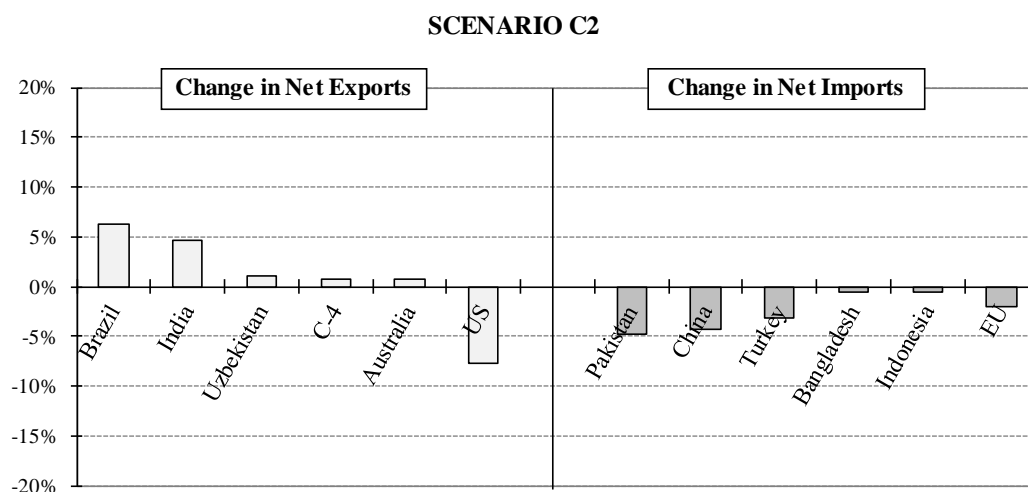 SCENARIO C2
Change in Net Exports
Change in Net Imports
20%
15%
10%
5%
0%
-5%
-10%
-15%
-20%
Brazil
India
Uzbekistan
C-4
Australia
US
Pakistan
China
Turkey
Bangladesh
Indonesia
EU